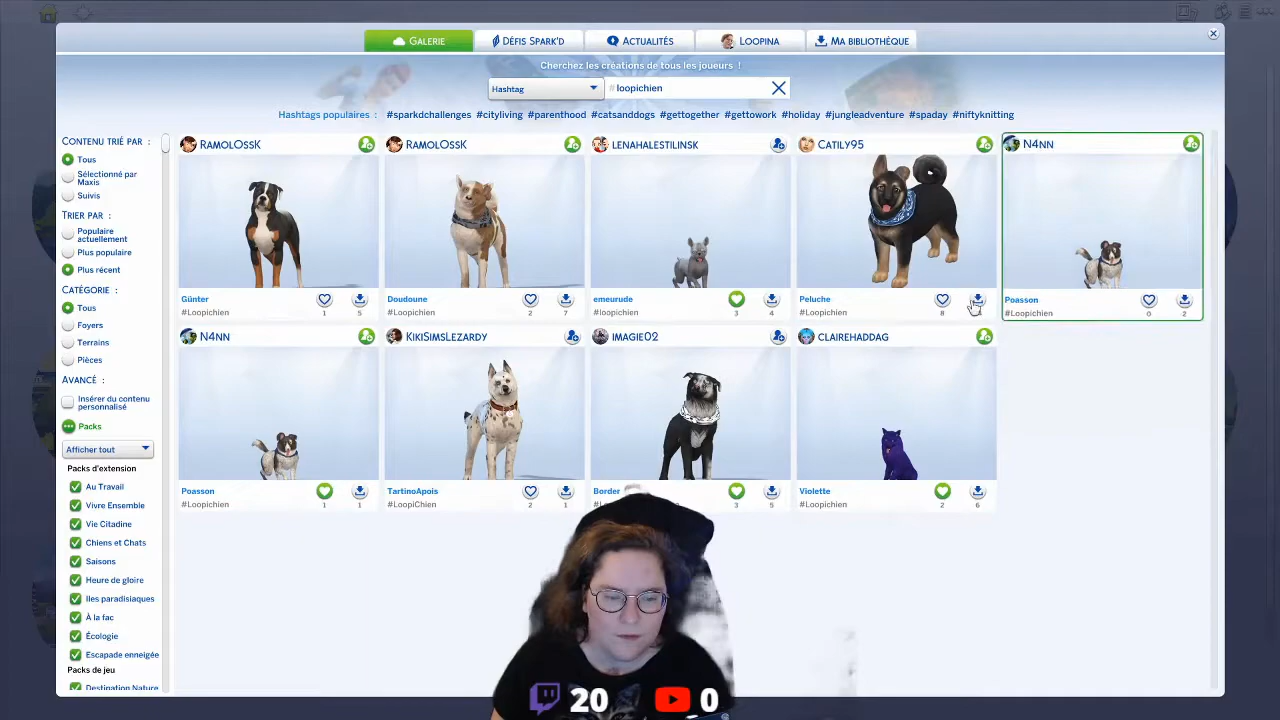 GALERIE
DÉFIS SPARK'D
ACTUALITÉS
LOOPINA
MA BIBLIOTHÈQUE
Cherchez les créations de tous les joueurs !
Hashtag
# loopichien
Hashtags populaires : #sparkdchallenges #cityliving #parenthood #catsanddogs #gettogether #gettowork #holiday #jungleadventure #spaday #niftyknitting
CONTENU TRIÉ PAR :
Tous
Sélectionné par
Maxis
Suivis
TRIER PAR :
Populaire
actuellement
Plus populaire
Plus récent
CATÉGORIE :
Tous
Foyers
Terrains
Pièces
AVANCÉ :
Insérer du contenu
personnalisé
Packs
Afficher tout
Packs d'extension
Au Travail
Vivre Ensemble
Vie Citadine
Chiens et Chats
Saisons
Heure de gloire
Iles paradisiaques
À la fac
Écologie
Escapade enneigée
Packs de jeu
Destination Nature
RAMOLOSSK
Günter
#Loopichien
1
5
RAMOLOSSK
Doudoune
#Loopichien
2
7
LENAHALESTILINSK
emeurude
#loopichien
3
4
CATILY95
Peluche
#Loopichien
8
N4NN
Poasson
#Loopichien
0
2
N4NN
Poasson
#Loopichien
1
1
KIKISIMSLEZARDY
TartinoApois
#LoopiChien
2
1
IMAGIE02
Border
#Loopichien
3
5
CLAIREHADDAG
Violette
#Loopichien
2
6
20
0